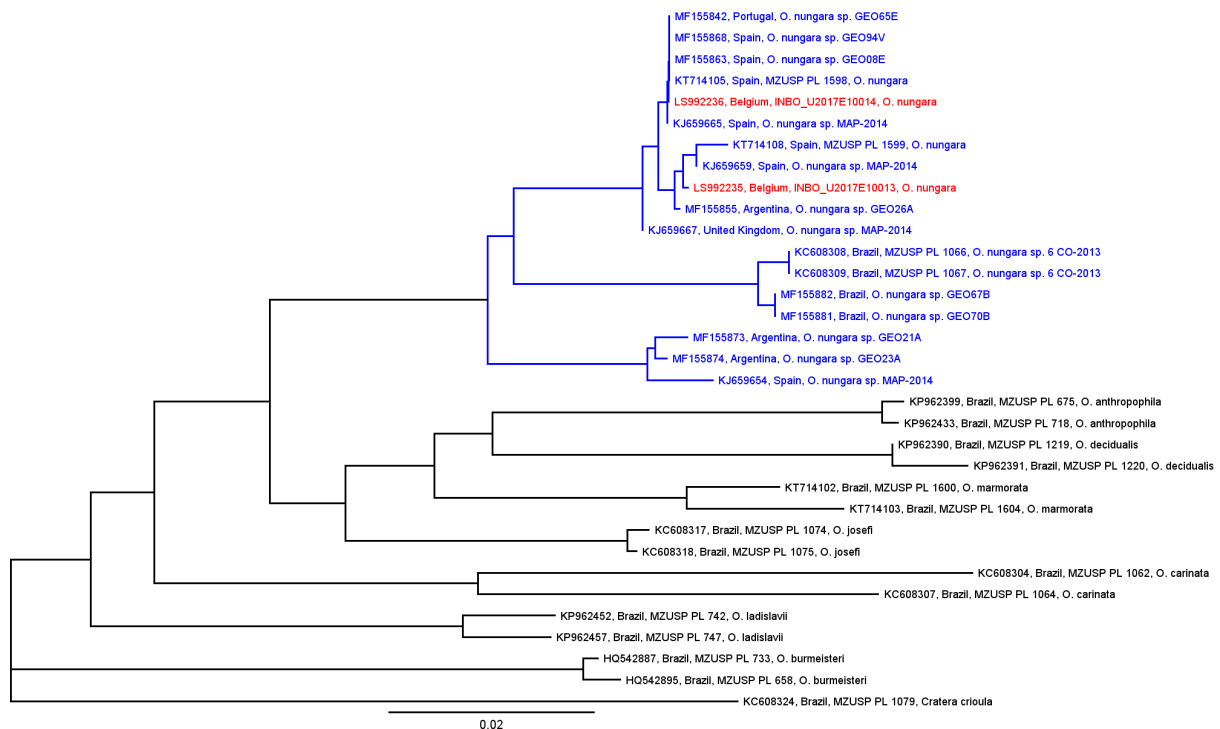 MF155842, Portugal, O. nungara sp. GEO65E
MF155868, Spain, O. nungara sp. GEO94V
MF155863, Spain, O. nungara sp. GEO08E
KT714105, Spain, MZUSP PL 1598, O. nungara
LS992236, Belgium, INBO_U2017E10014, O. nungara
KJ659665, Spain, O. nungara sp. MAP-2014
KT714108, Spain, MZUSP PL 1599, O. nungara
KJ659659, Spain, O. nungara sp. MAP-2014
LS992235, Belgium, INBO_U2017E10013, O. nungara
MF155855, Argentina, O. nungara sp. GEO26A
KJ659667, United Kingdom, O. nungara sp. MAP-2014
KC608308, Brazil, MZUSP PL 1066, O. nungara sp. 6 CO-2013
KC608309, Brazil, MZUSP PL 1067, O. nungara sp. 6 CO-2013
MF155882, Brazil, O. nungara sp. GEO67B
MF155881, Brazil, O. nungara sp. GEO70B
MF155873, Argentina, O. nungara sp. GEO21A
MF155874, Argentina, O. nungara sp. GEO23A
KJ659654, Spain, O. nungara sp. MAP-2014
KP962399, Brazil, MZUSP PL 675, O. anthropophila
KP962433, Brazil, MZUSP PL 718, O. anthropophila
KP962390, Brazil, MZUSP PL 1219, O. decidualis
KP962391, Brazil, MZUSP PL 1220, O. decidualis
KT714102, Brazil, MZUSP PL 1600, O. marmorata
KT714103, Brazil, MZUSP PL 1604, O. marmorata
KC608317, Brazil, MZUSP PL 1074, O. josefi
KC608318, Brazil, MZUSP PL 1075, O. josefi
KC608304, Brazil, MZUSP PL 1062, O. carinata
KC608307, Brazil, MZUSP PL 1064, O. carinata
KP962452, Brazil, MZUSP PL 742, O. ladislavii
KP962457, Brazil, MZUSP PL 747, O. ladislavii
HQ542887, Brazil, MZUSP PL 733, O. burmeisteri
HQ542895, Brazil, MZUSP PL 658, O. burmeisteri
KC608324, Brazil, MZUSP PL 1079, Cratera crioula
0.02